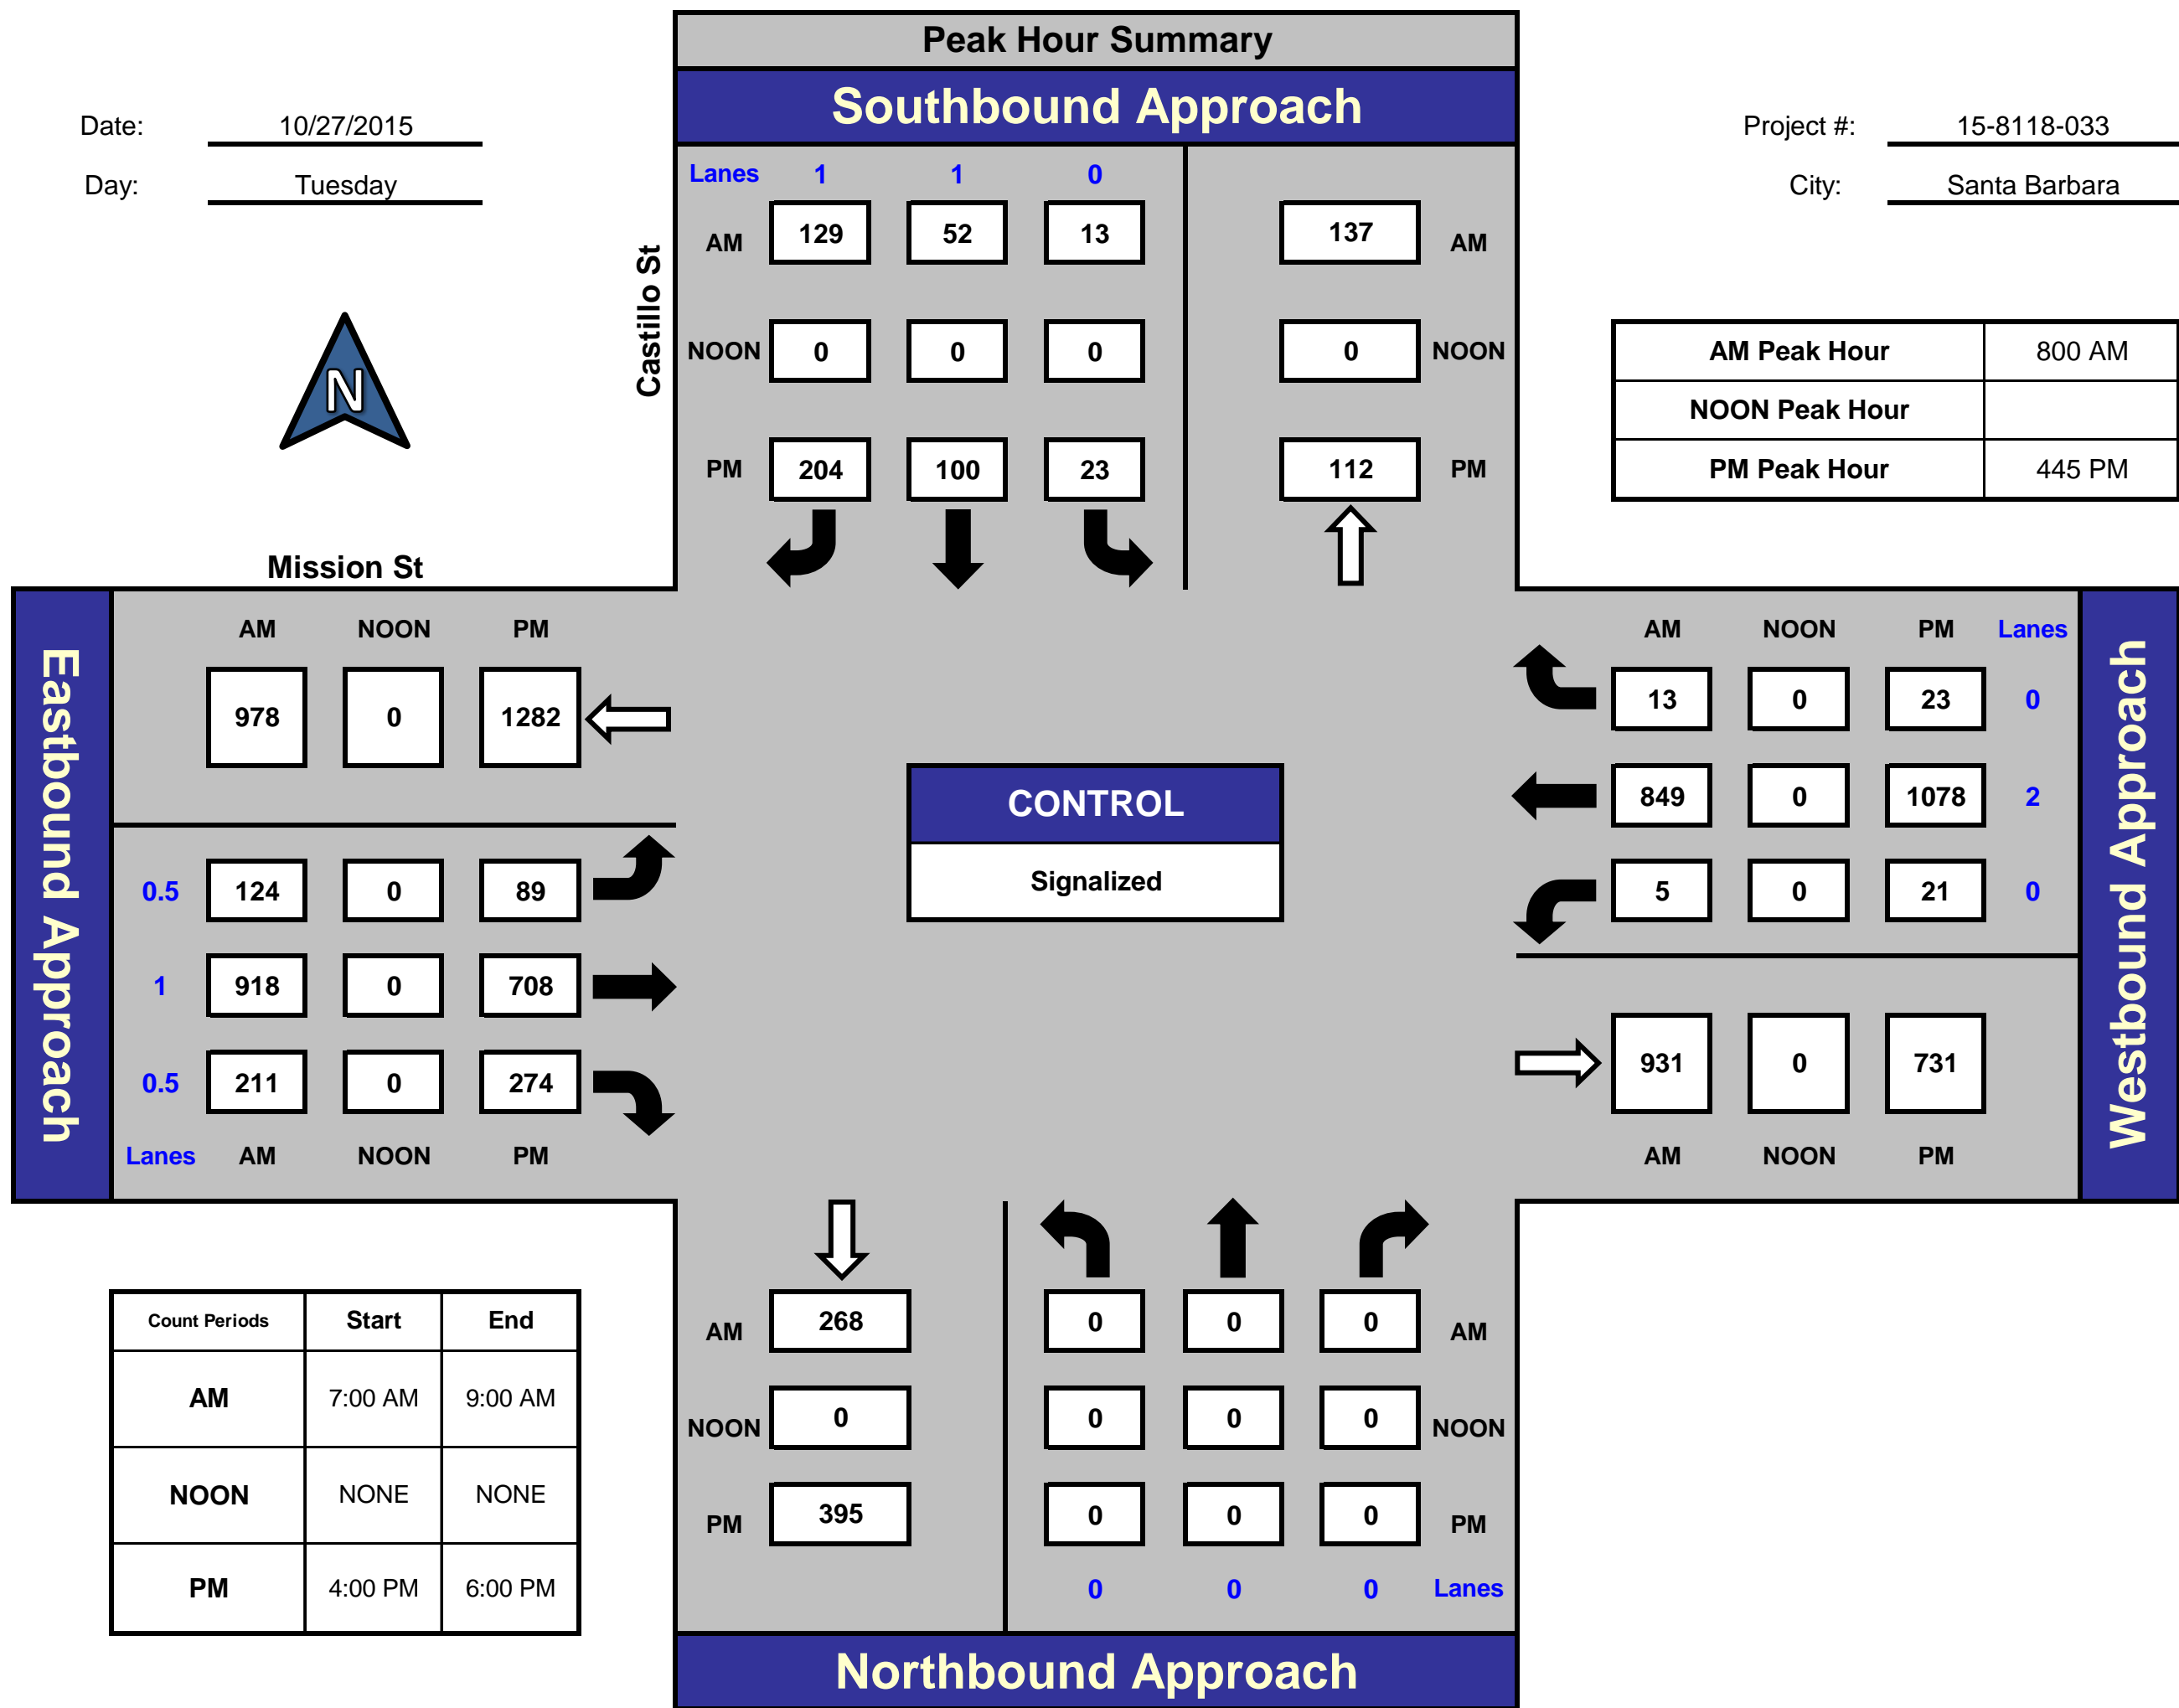 Peak Hour Summary
Southbound Approach
Date: 10/27/2015
Project #: 15-8118-033
Day: Tuesday
City: Santa Barbara
Lanes 1 1 0
AM 129 52 13 137 AM
NOON 0 0 0 0 NOON
PM 204 100 23 112 PM
Castillo St
N
AM Peak Hour 800 AM
NOON Peak Hour
PM Peak Hour 445 PM
Mission St
Eastbound Approach
AM NOON PM
978 0 1282
0.5 124 0 89
1 918 0 708
0.5 211 0 274
Lanes AM NOON PM
CONTROL
Signalized
AM NOON PM Lanes
13 0 23 0
849 0 1078 2
5 0 21 0
931 0 731
AM NOON PM
Westbound Approach
Count Periods Start End
AM 7:00 AM 9:00 AM
NOON NONE NONE
PM 4:00 PM 6:00 PM
AM 268 0 0 0 AM
NOON 0 0 0 0 NOON
PM 395 0 0 0 PM
0 0 0 Lanes
Northbound Approach